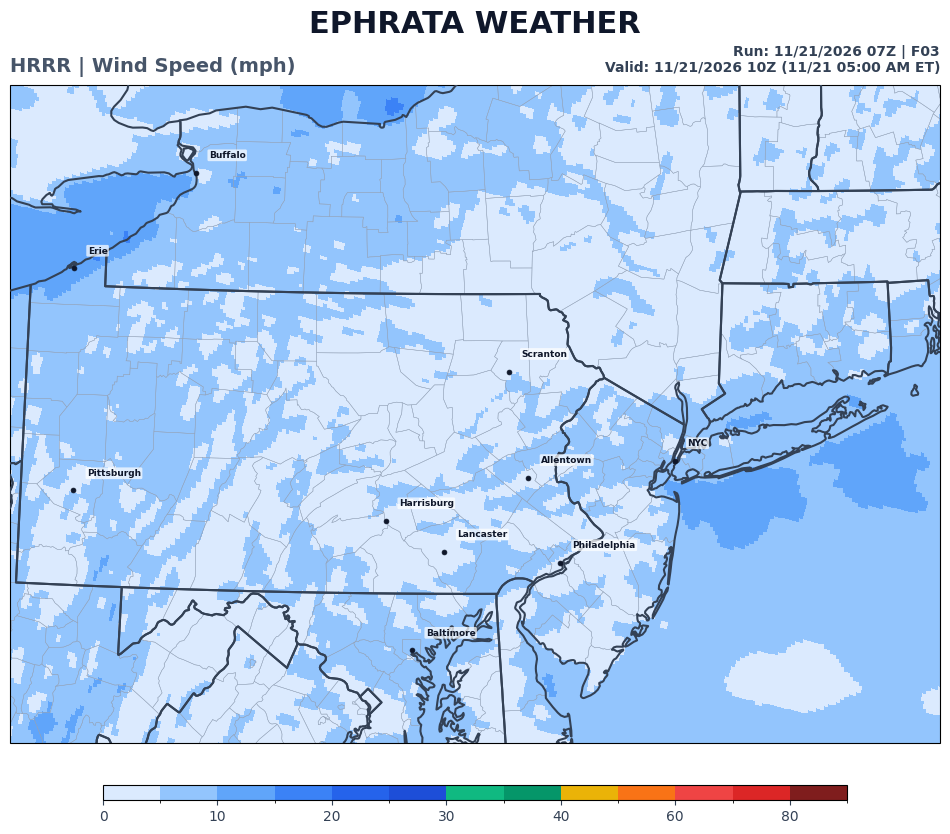 EPHRATA WEATHER
HRRR | Wind Speed (mph)
Run: 11/21/2026 07Z | F03
Valid: 11/21/2026 10Z (11/21 05:00 AM ET)
Buffalo
Erie
Scranton
NYC
Allentown
Pittsburgh
Harrisburg
Lancaster
Philadelphia
Baltimore
0 10 20 30 40 60 80